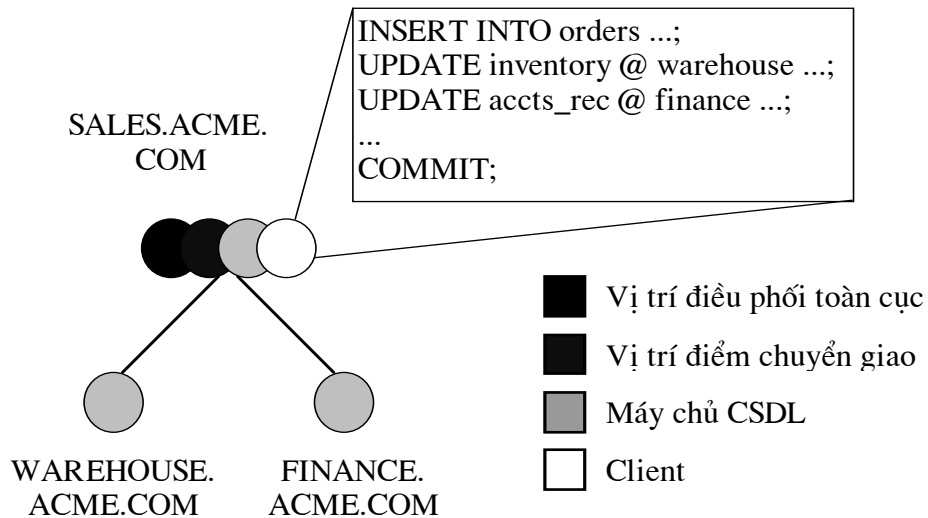 INSERT INTO orders ...;
UPDATE inventory @ warehouse ...;
UPDATE accts_rec @ finance ...;
...
COMMIT;
SALES.ACME.
COM
Vị trí điều phối toàn cục
Vị trí điểm chuyển giao
Máy chủ CSDL
Client
WAREHOUSE.
ACME.COM
FINANCE.
ACME.COM